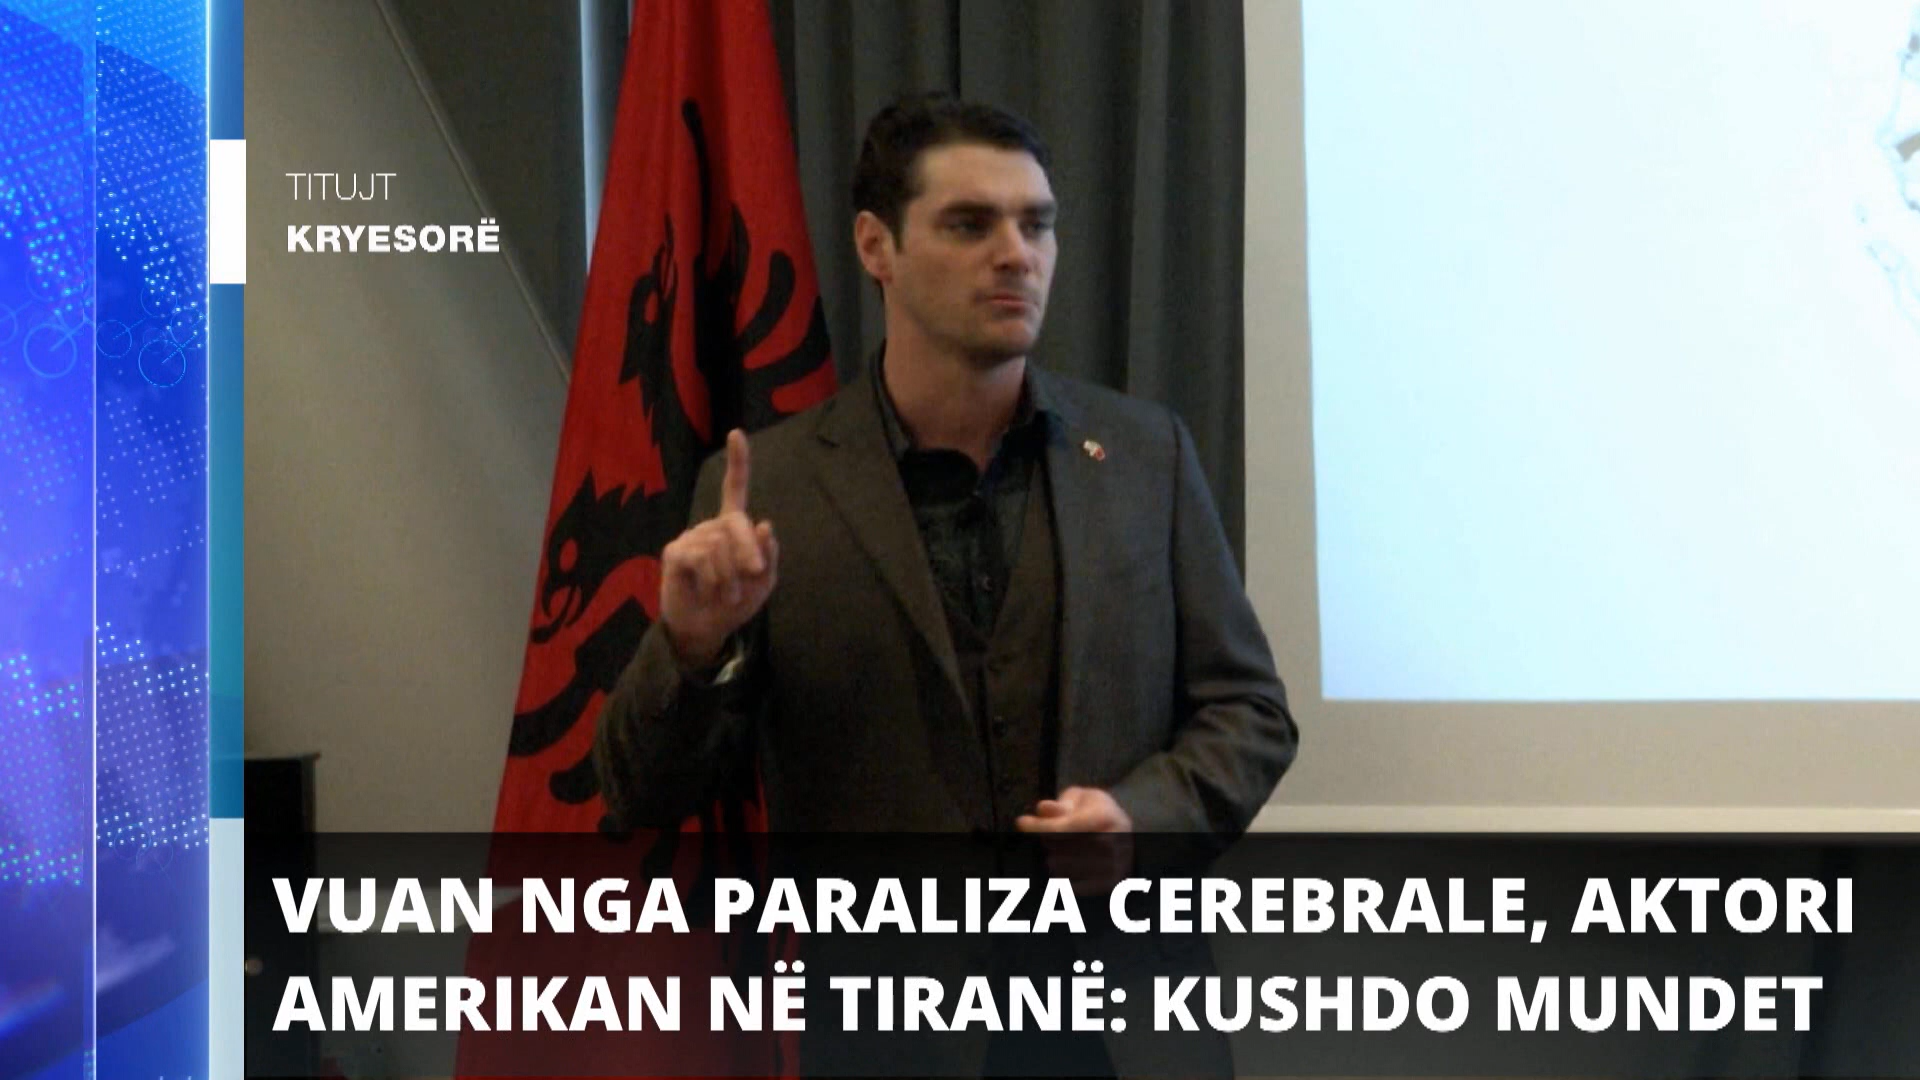 TITUJT
KRYESORË
VUAN NGA PARALIZA CEREBRALE, AKTORI
AMERIKAN NË TIRANË: KUSHDO MUNDET